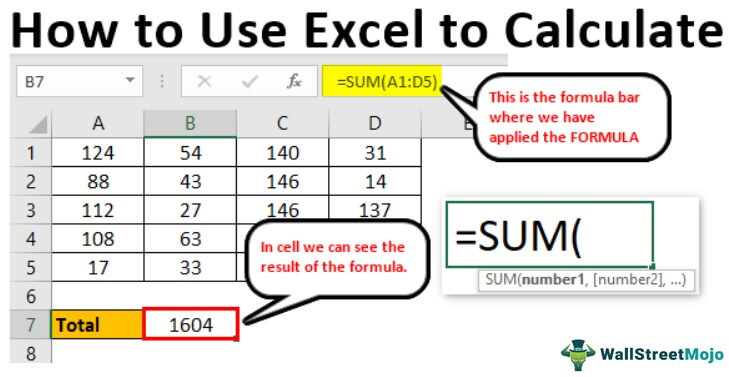 How to Use Excel to Calculate
B7 fx =SUM(A1:D5)
This is the formula bar
where we have
applied the FORMULA
A B C D
1 124 54 140 31
2 88 43 146 14
3 112 27 146 137
4 108 63
5 17 33
6
7 Total 1604
8
In cell we can see the
result of the formula.
=SUM(
SUM(number1, [number2], ...)
WallStreetMojo